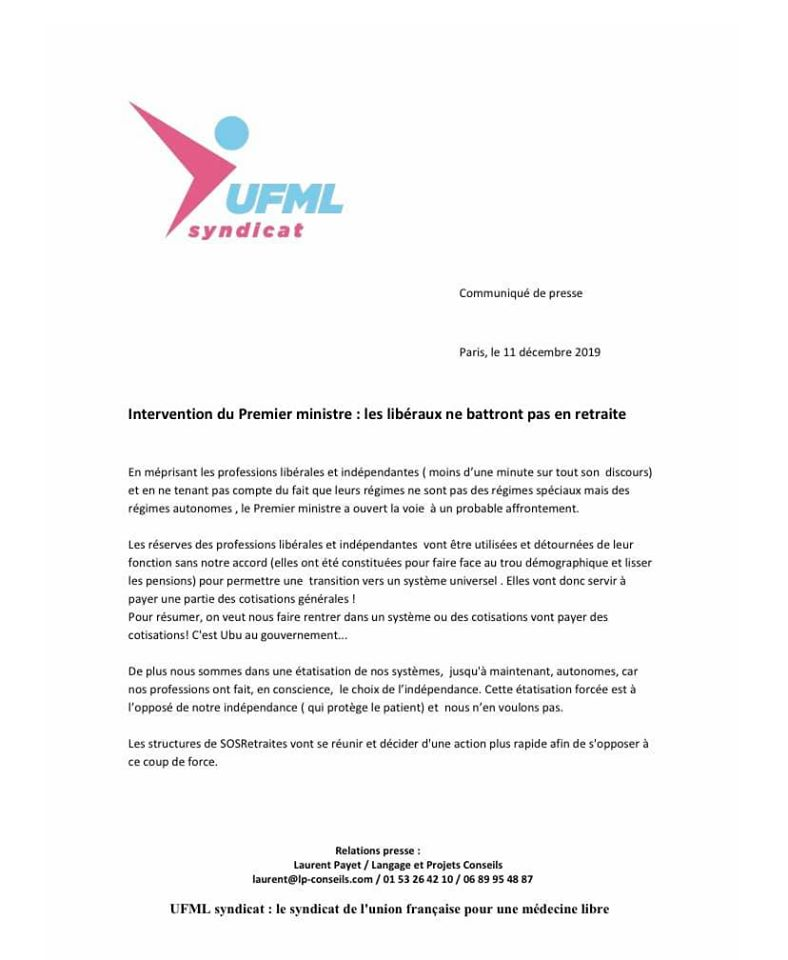 UFML
syndicat
Communiqué de presse
Paris, le 11 décembre 2019
Intervention du Premier ministre : les libéraux ne battront pas en retraite
En méprisant les professions libérales et indépendantes ( moins d'une minute sur tout son  discours)
et en ne tenant pas compte du fait que leurs régimes ne sont pas des régimes spéciaux mais des
régimes autonomes , le Premier ministre a ouvert la voie  à un probable affrontement.
Les réserves des professions libérales et indépendantes  vont être utilisées et détournées de leur
fonction sans notre accord (elles ont été constituées pour faire face au trou démographique et lisser
les pensions) pour permettre une  transition vers un système universel . Elles vont donc servir à
payer une partie des cotisations générales !
Pour résumer, on veut nous faire rentrer dans un système ou des cotisations vont payer des
cotisations! C'est Ubu au gouvernement...
De plus nous sommes dans une étatisation de nos systèmes,  jusqu'à maintenant, autonomes, car
nos professions ont fait, en conscience,  le choix de l'indépendance. Cette étatisation forcée est à
l'opposé de notre indépendance ( qui protège le patient) et  nous n'en voulons pas.
Les structures de SOSRetraites vont se réunir et décider d'une action plus rapide afin de s'opposer à
ce coup de force.
Relations presse :
Laurent Payet / Langage et Projets Conseils
laurent@lp-conseils.com / 01 53 26 42 10 / 06 89 95 48 87
UFML syndicat : le syndicat de l'union française pour une médecine libre